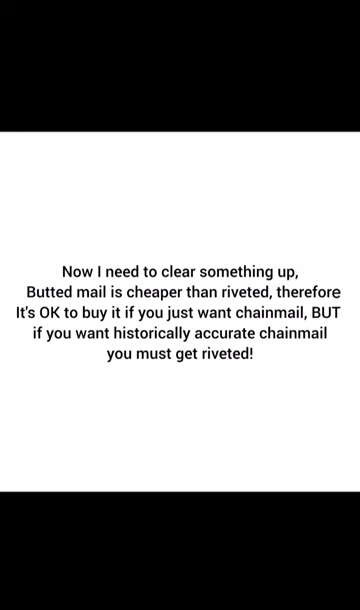 Now I need to clear something up,
Butted mail is cheaper than riveted, therefore
It's OK to buy it if you just want chainmail, BUT
if you want historically accurate chainmail
you must get riveted!